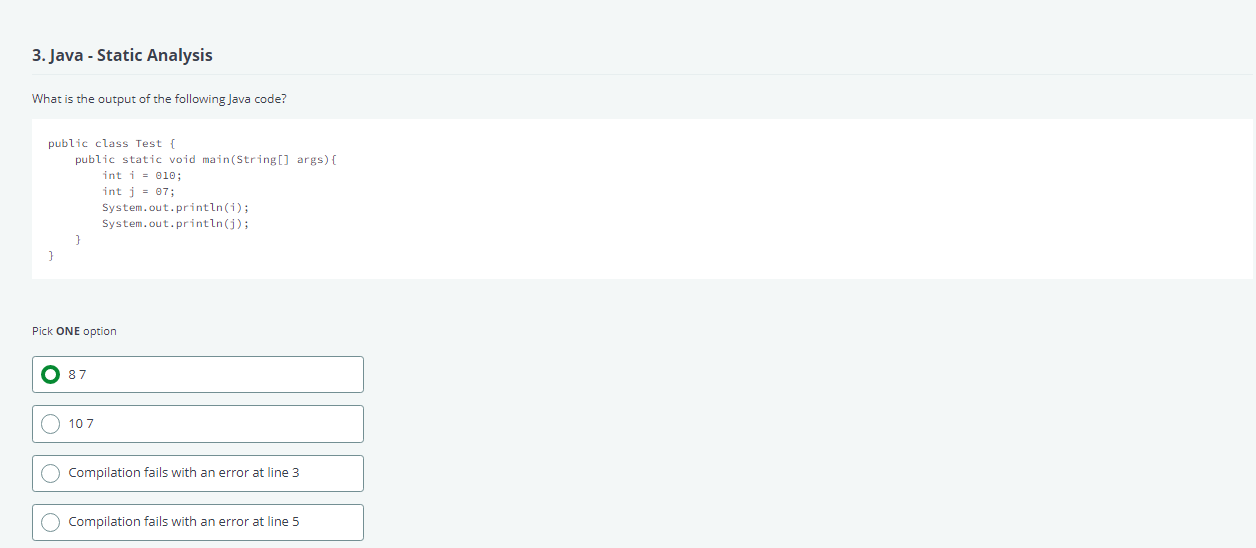 3. Java - Static Analysis
What is the output of the following Java code?
public class Test {
    public static void main(String[] args){
        int i = 010;
        int j = 07;
        System.out.println(i);
        System.out.println(j);
    }
}
Pick ONE option
8 7
10 7
Compilation fails with an error at line 3
Compilation fails with an error at line 5